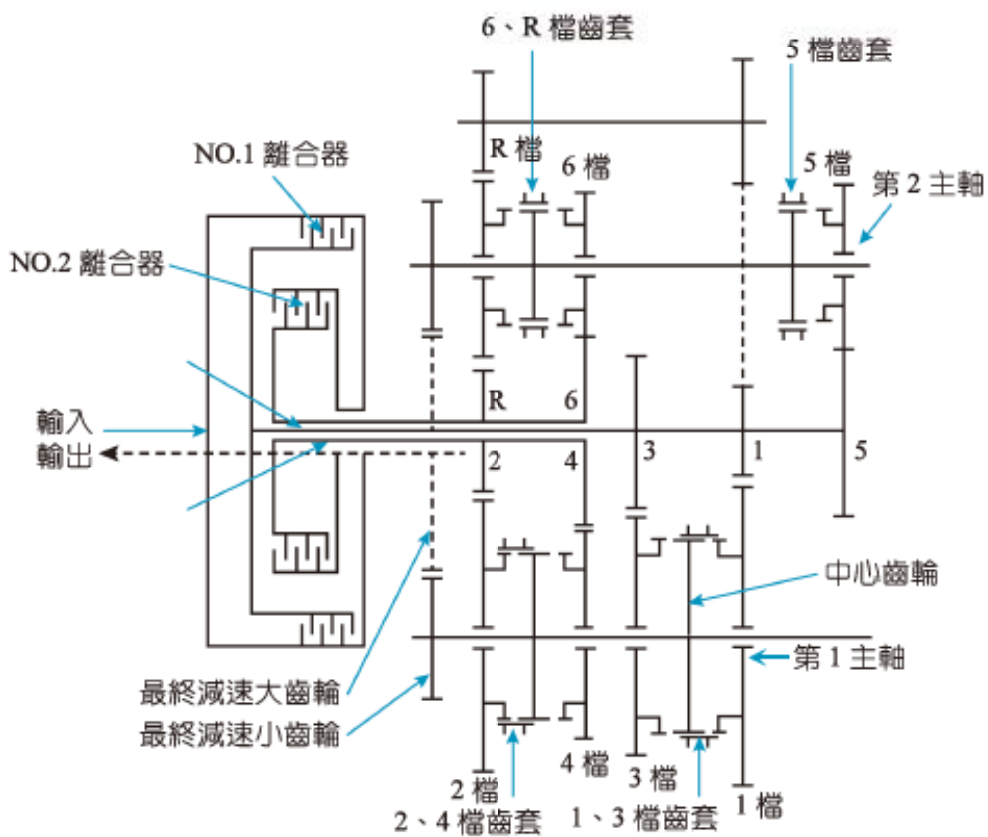 6、R 檔齒套
5 檔齒套
NO.1 離合器
R 檔
6 檔
5 檔
第 2 主軸
NO.2 離合器
R
6
輸入
輸出
2
4
3
1
5
中心齒輪
第 1 主軸
最終減速大齒輪
最終減速小齒輪
2 檔
4 檔
3 檔
1 檔
2、4 檔齒套
1、3 檔齒套